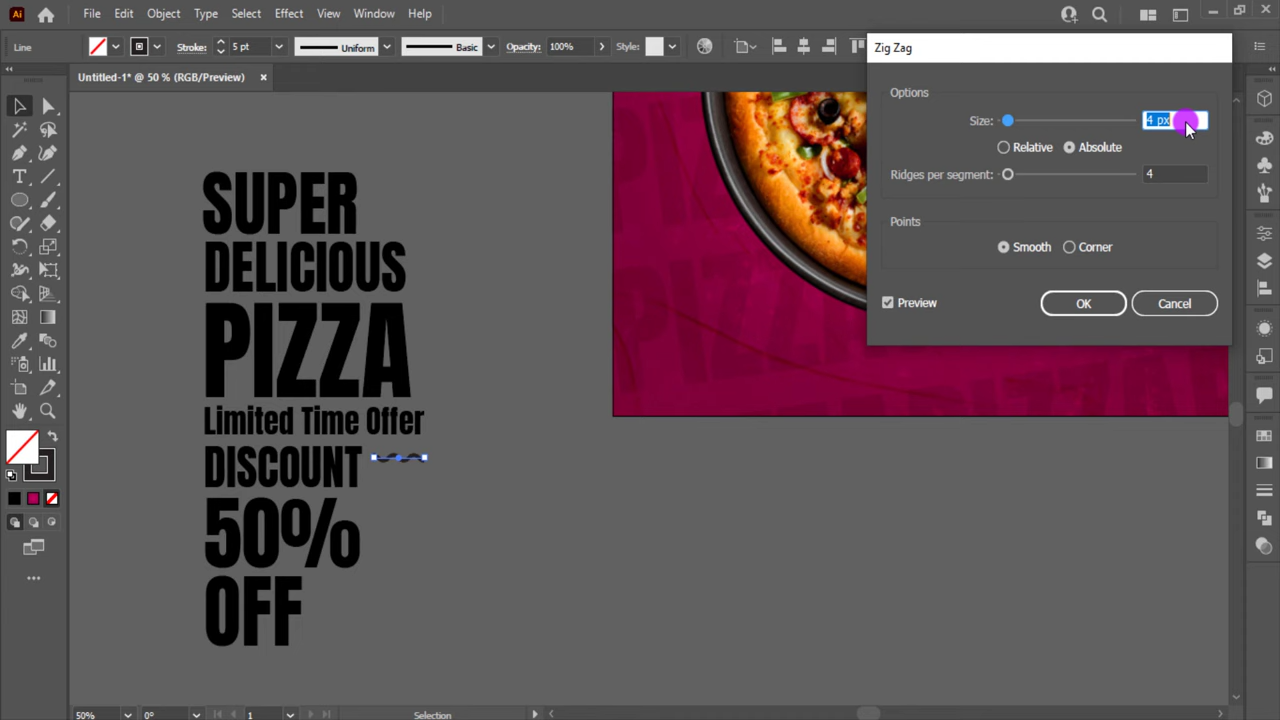 Ai File Edit Object Type Select Effect View Window Help
Line Stroke: 5 pt Uniform Basic Opacity: 100% Style:
Untitled-1* @ 50 % (RGB/Preview)
Zig Zag
Options
Size: 4 px
Relative Absolute
Ridges per segment: 4
Points
Smooth Corner
Preview OK Cancel
SUPER
DELICIOUS
PIZZA
Limited Time Offer
DISCOUNT
50%
OFF
PIZZA
50% 0° 1 Selection